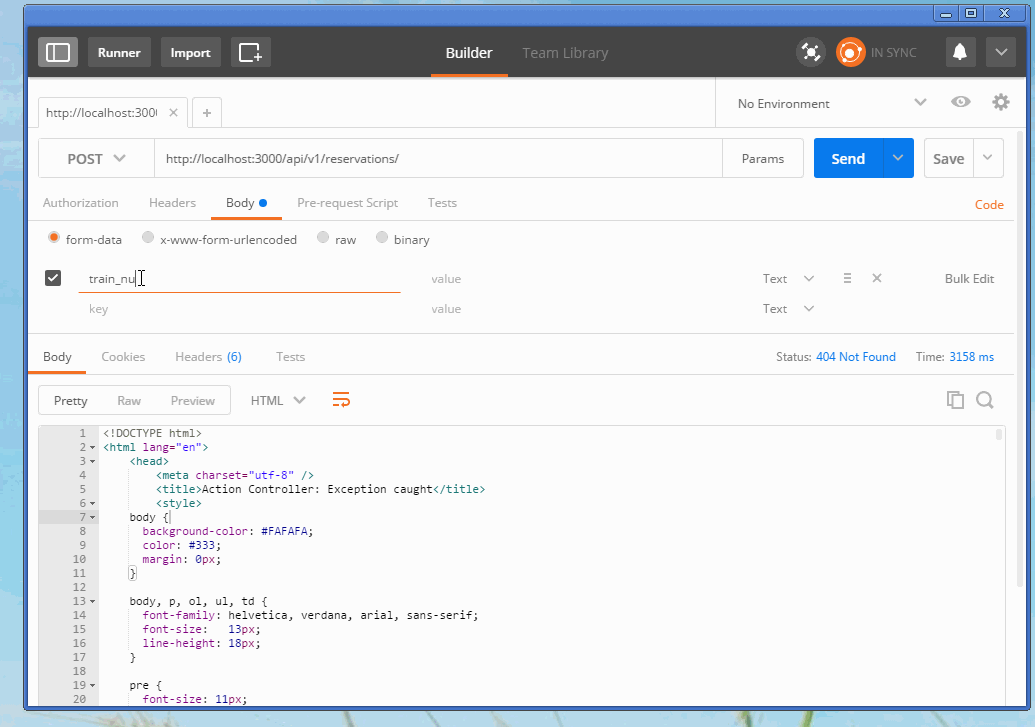 Runner Import Builder Team Library IN SYNC
http://localhost:300 No Environment
POST http://localhost:3000/api/v1/reservations/ Params Send Save
Authorization Headers Body Pre-request Script Tests Code
form-data x-www-form-urlencoded raw binary
train_nu value Text Bulk Edit
key value Text
Body Cookies Headers (6) Tests Status: 404 Not Found Time: 3158 ms
Pretty Raw Preview HTML
1 <!DOCTYPE html>
2 <html lang="en">
3 <head>
4 <meta charset="utf-8" />
5 <title>Action Controller: Exception caught</title>
6 <style>
7 body {
8 background-color: #FAFAFA;
9 color: #333;
10 margin: 0px;
11 }
12
13 body, p, ol, ul, td {
14 font-family: helvetica, verdana, arial, sans-serif;
15 font-size: 13px;
16 line-height: 18px;
17 }
18
19 pre {
20 font-size: 11px;